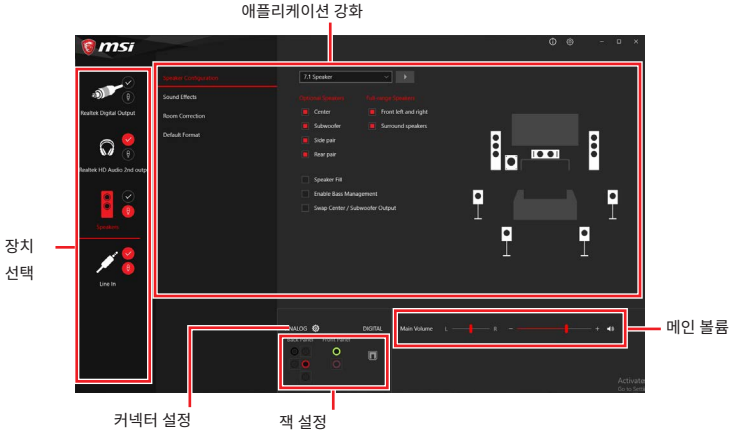 애플리케이션 강화
msi
Realtek Digital Output
Realtek HD Audio 2nd outp
Speakers
Line In
장치
선택
Speaker Configuration
Sound Effects
Room Correction
Default Format
7.1 Speaker
Optional Speakers
Full-range Speakers
Center
Front left and right
Subwoofer
Surround speakers
Side pair
Rear pair
Speaker Fill
Enable Bass Management
Swap Center / Subwoofer Output
NALOG
DIGITAL
Back Panel
Front Panel
Main Volume
L
R
메인 볼륨
Activate
Go to Sett
커넥터 설정
잭 설정